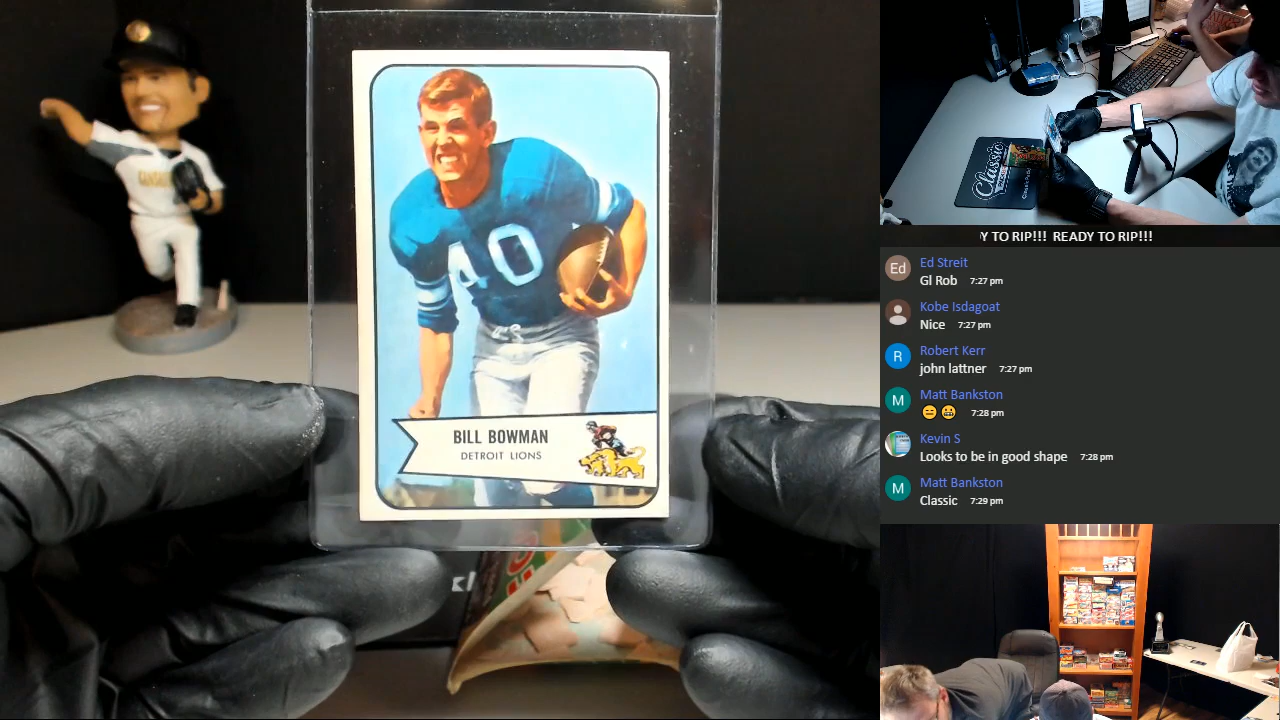 40
BILL BOWMAN
DETROIT LIONS
Classic
Y TO RIP!!! READY TO RIP!!!
Ed
Ed Streit
Gl Rob 7:27 pm
Kobe Isdagoat
Nice 7:27 pm
R
Robert Kerr
john lattner 7:27 pm
M
Matt Bankston
😑 😬 7:28 pm
Kevin S
Looks to be in good shape 7:28 pm
M
Matt Bankston
Classic 7:29 pm